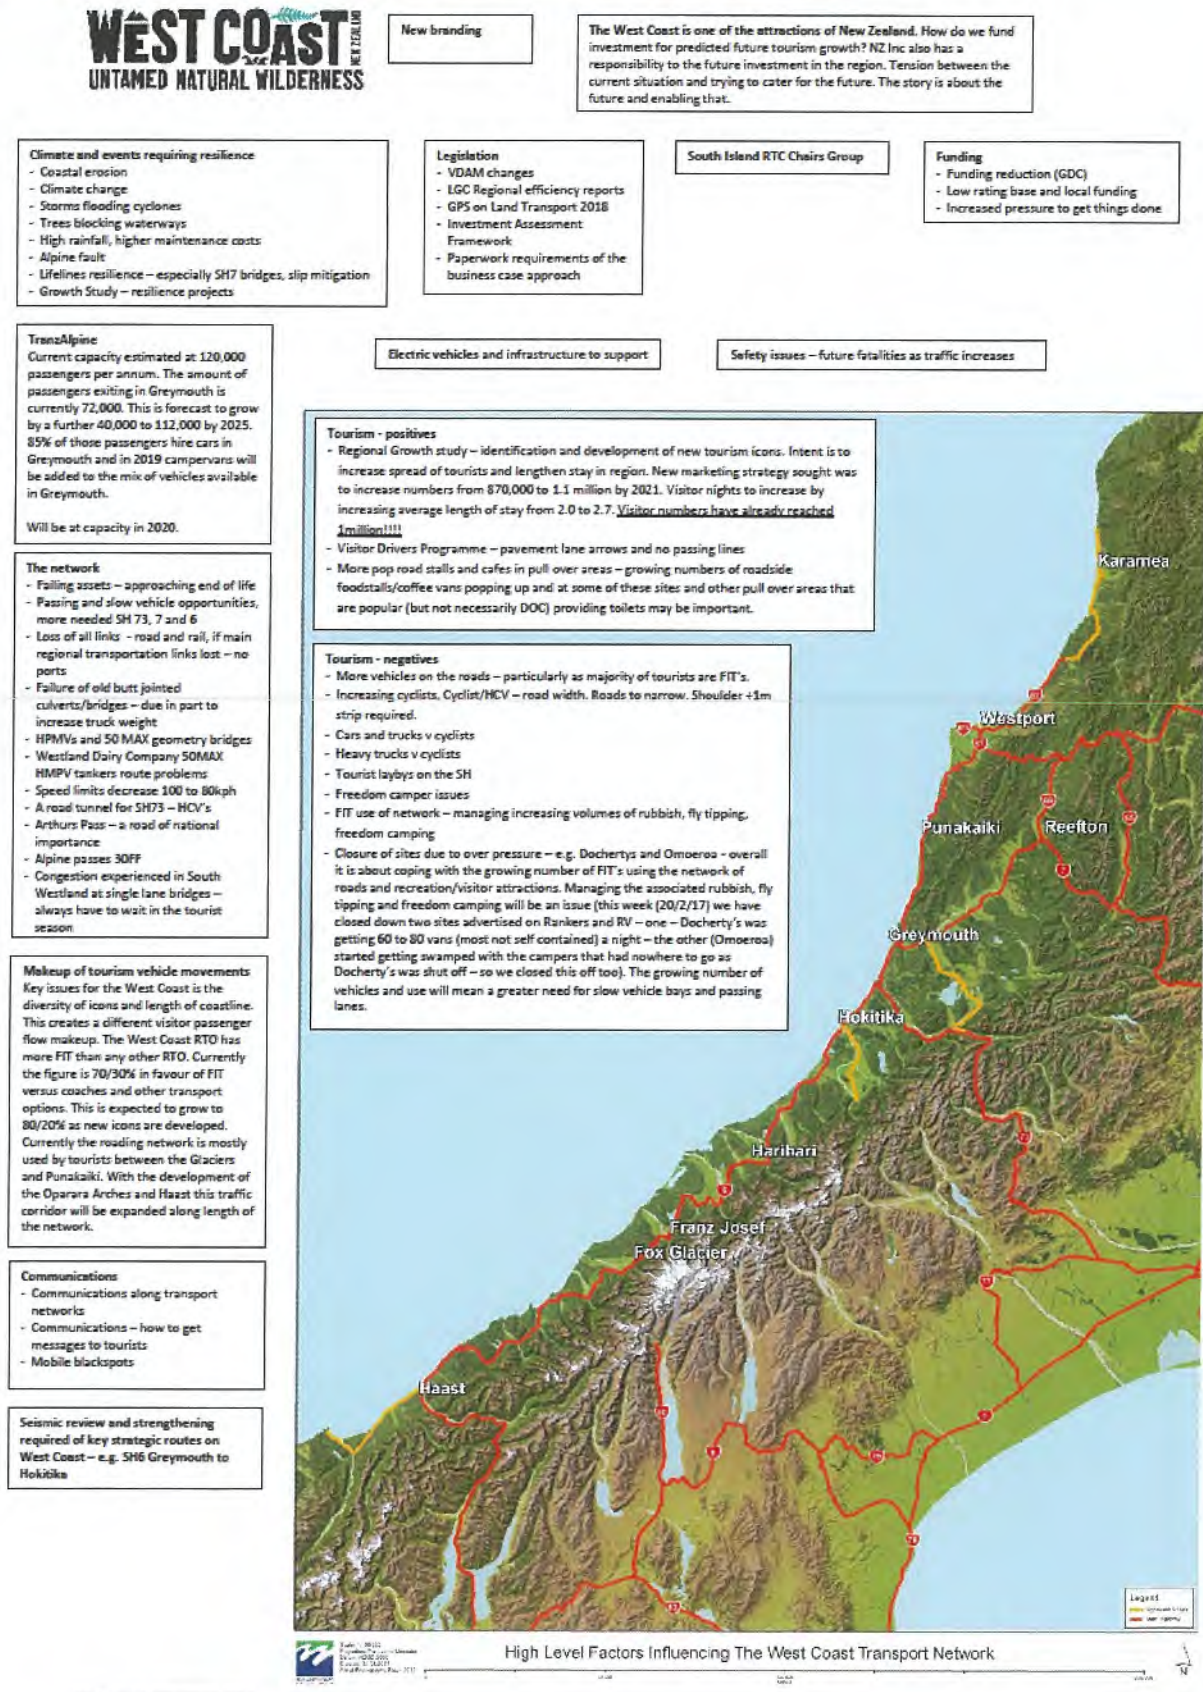 WEST COAST
NEW ZEALAND
UNTAMED NATURAL WILDERNESS
New branding
The West Coast is one of the attractions of New Zealand. How do we fund
investment for predicted future tourism growth? NZ Inc also has a
responsibility to the future investment in the region. Tension between the
current situation and trying to cater for the future. The story is about the
future and enabling that.
Climate and events requiring resilience
- Coastal erosion
- Climate change
- Storms flooding cyclones
- Trees blocking waterways
- High rainfall, higher maintenance costs
- Alpine fault
- Lifelines resilience – especially SH7 bridges, slip mitigation
- Growth Study – resilience projects
Legislation
- VDAM changes
- LGC Regional efficiency reports
- GPS on Land Transport 2018
- Investment Assessment
Framework
- Paperwork requirements of the
business case approach
South Island RTC Chairs Group
Funding
- Funding reduction (GDC)
- Low rating base and local funding
- Increased pressure to get things done
TranzAlpine
Current capacity estimated at 120,000
passengers per annum. The amount of
passengers exiting in Greymouth is
currently 72,000. This is forecast to grow
by a further 40,000 to 112,000 by 2025.
85% of those passengers hire cars in
Greymouth and in 2019 campervans will
be added to the mix of vehicles available
in Greymouth.
Will be at capacity in 2020.
Electric vehicles and infrastructure to support
Safety issues – future fatalities as traffic increases
Tourism - positives
- Regional Growth study – identification and development of new tourism icons. Intent is to
increase spread of tourists and lengthen stay in region. New marketing strategy sought was
to increase numbers from 870,000 to 1.1 million by 2021. Visitor nights to increase by
increasing average length of stay from 2.0 to 2.7. Visitor numbers have already reached
1million!!!!
- Visitor Drivers Programme – pavement lane arrows and no passing lines
- More pop road stalls and cafes in pull over areas – growing numbers of roadside
foodstalls/coffee vans popping up and at some of these sites and other pull over areas that
are popular (but not necessarily DOC) providing toilets may be important.
The network
- Failing assets – approaching end of life
- Passing and slow vehicle opportunities,
more needed SH 73, 7 and 6
- Loss of all links - road and rail, if main
regional transportation links lost – no
ports
- Failure of old butt jointed
culverts/bridges – due in part to
increase truck weight
- HPMVs and 50 MAX geometry bridges
- Westland Dairy Company 50MAX
HMPV tankers route problems
- Speed limits decrease 100 to 80kph
- A road tunnel for SH73 – HCV's
- Arthurs Pass – a road of national
importance
- Alpine passes 30FF
- Congestion experienced in South
Westland at single lane bridges –
always have to wait in the tourist
season
Tourism - negatives
- More vehicles on the roads – particularly as majority of tourists are FIT's.
- Increasing cyclists, Cyclist/HCV – road width. Roads to narrow. Shoulder +1m
strip required.
- Cars and trucks v cyclists
- Heavy trucks v cyclists
- Tourist laybys on the SH
- Freedom camper issues
- FIT use of network – managing increasing volumes of rubbish, fly tipping,
freedom camping
- Closure of sites due to over pressure – e.g. Dochertys and Omoeroa - overall
it is about coping with the growing number of FIT's using the network of
roads and recreation/visitor attractions. Managing the associated rubbish, fly
tipping and freedom camping will be an issue (this week (20/2/17) we have
closed down two sites advertised on Rankers and RV – one – Docherty's was
getting 60 to 80 vans (most not self contained) a night – the other (Omoeroa)
started getting swamped with the campers that had nowhere to go as
Docherty's was shut off – so we closed this off too). The growing number of
vehicles and use will mean a greater need for slow vehicle bays and passing
lanes.
Makeup of tourism vehicle movements
Key issues for the West Coast is the
diversity of icons and length of coastline.
This creates a different visitor passenger
flow makeup. The West Coast RTO has
more FIT than any other RTO. Currently
the figure is 70/30% in favour of FIT
versus coaches and other transport
options. This is expected to grow to
80/20% as new icons are developed.
Currently the roading network is mostly
used by tourists between the Glaciers
and Punakaiki. With the development of
the Oparara Arches and Haast this traffic
corridor will be expanded along length of
the network.
Communications
- Communications along transport
networks
- Communications – how to get
messages to tourists
- Mobile blackspots
Seismic review and strengthening
required of key strategic routes on
West Coast – e.g. SH6 Greymouth to
Hokitika
Karamea
Westport
Punakaiki
Reefton
Greymouth
Hokitika
Harihari
Franz Josef
Fox Glacier
Haast
Legend
High Level Factors Influencing The West Coast Transport Network
N